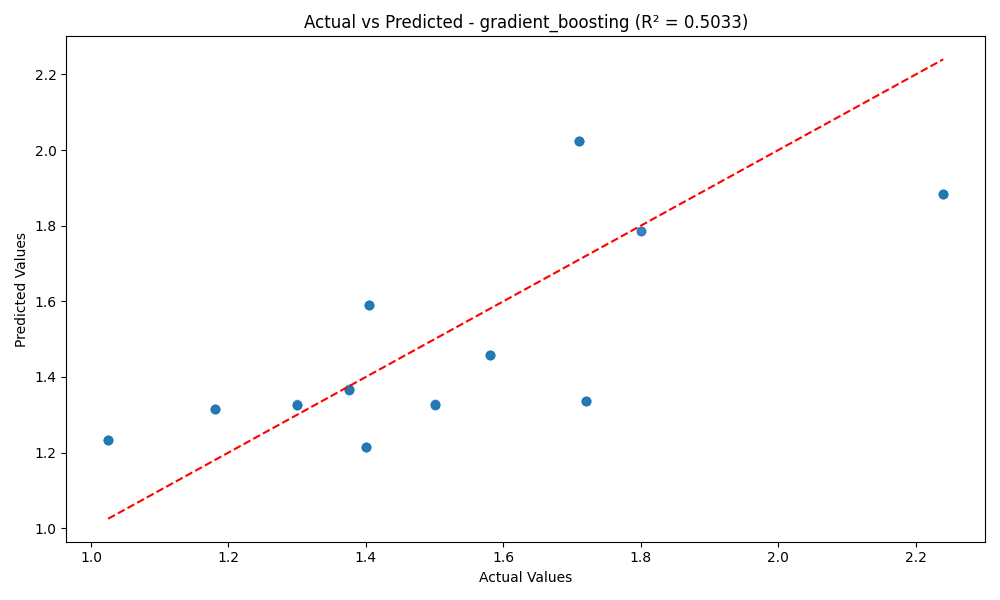 Actual vs Predicted - gradient_boosting (R² = 0.5033)
Predicted Values
2.2
2.0
1.8
1.6
1.4
1.2
1.0
1.0 1.2 1.4 1.6 1.8 2.0 2.2
Actual Values